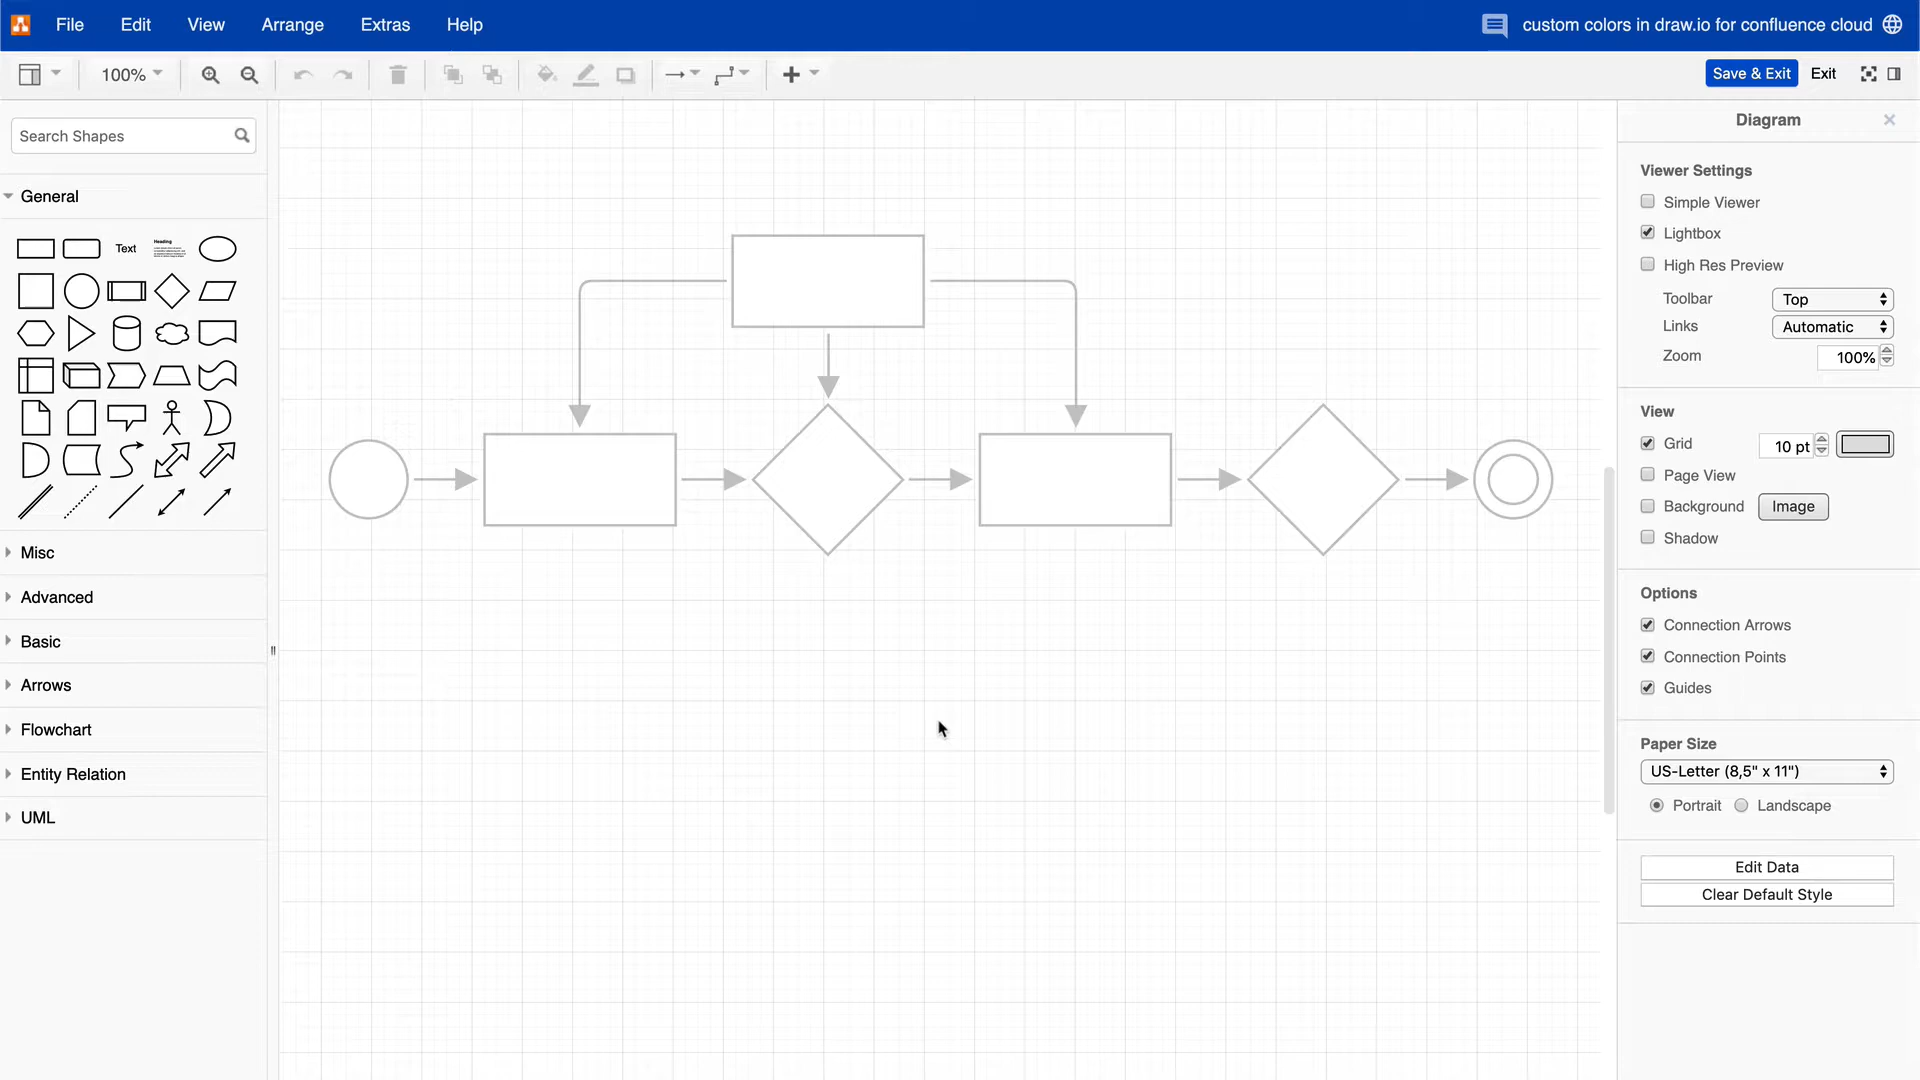 File Edit View Arrange Extras Help
custom colors in draw.io for confluence cloud
100%
Save & Exit Exit
Search Shapes
General
Text
Heading
Misc
Advanced
Basic
Arrows
Flowchart
Entity Relation
UML
Diagram
Viewer Settings
Simple Viewer
Lightbox
High Res Preview
Toolbar Top
Links Automatic
Zoom 100%
View
Grid 10 pt
Page View
Background Image
Shadow
Options
Connection Arrows
Connection Points
Guides
Paper Size
US-Letter (8,5" x 11")
Portrait Landscape
Edit Data
Clear Default Style